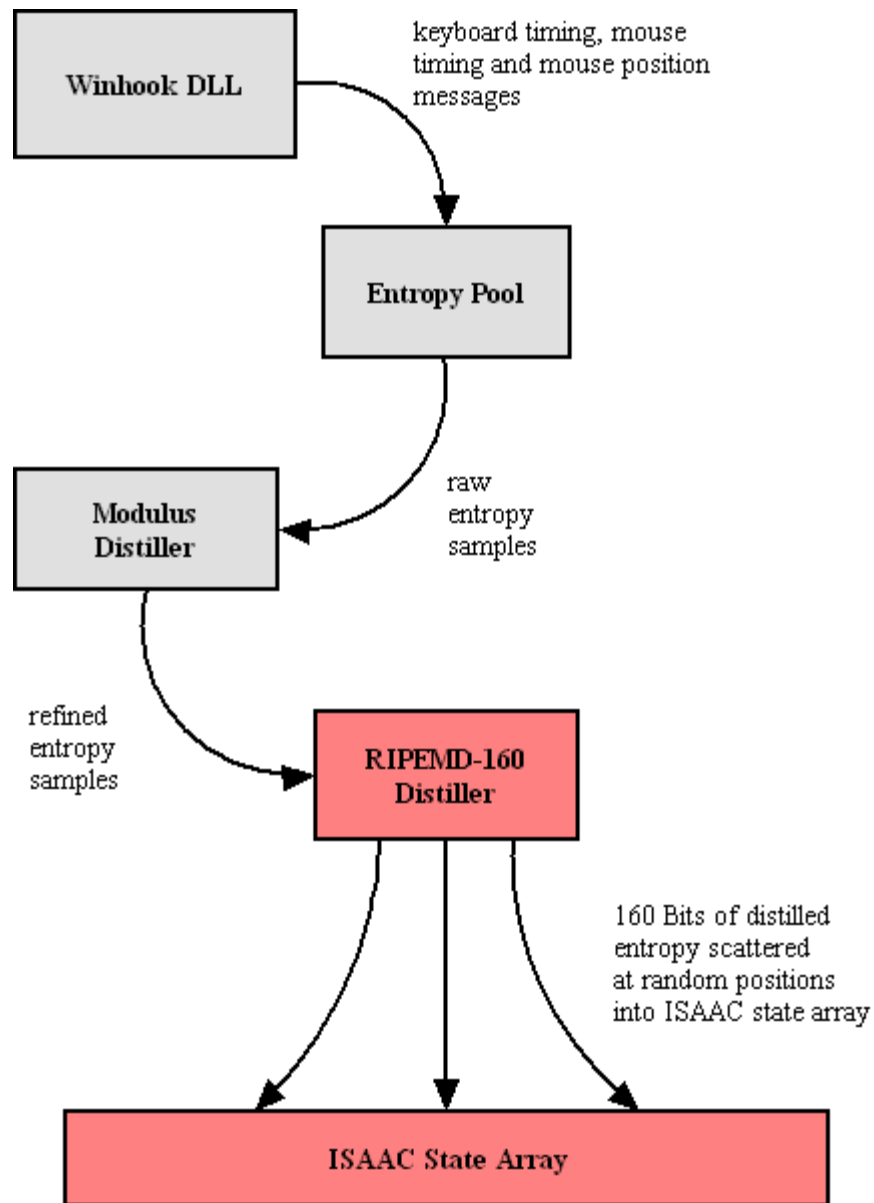 Winhook DLL
keyboard timing, mouse
timing and mouse position
messages
Entropy Pool
raw
entropy
samples
Modulus
Distiller
refined
entropy
samples
RIPEMD-160
Distiller
160 Bits of distilled
entropy scattered
at random positions
into ISAAC state array
ISAAC State Array